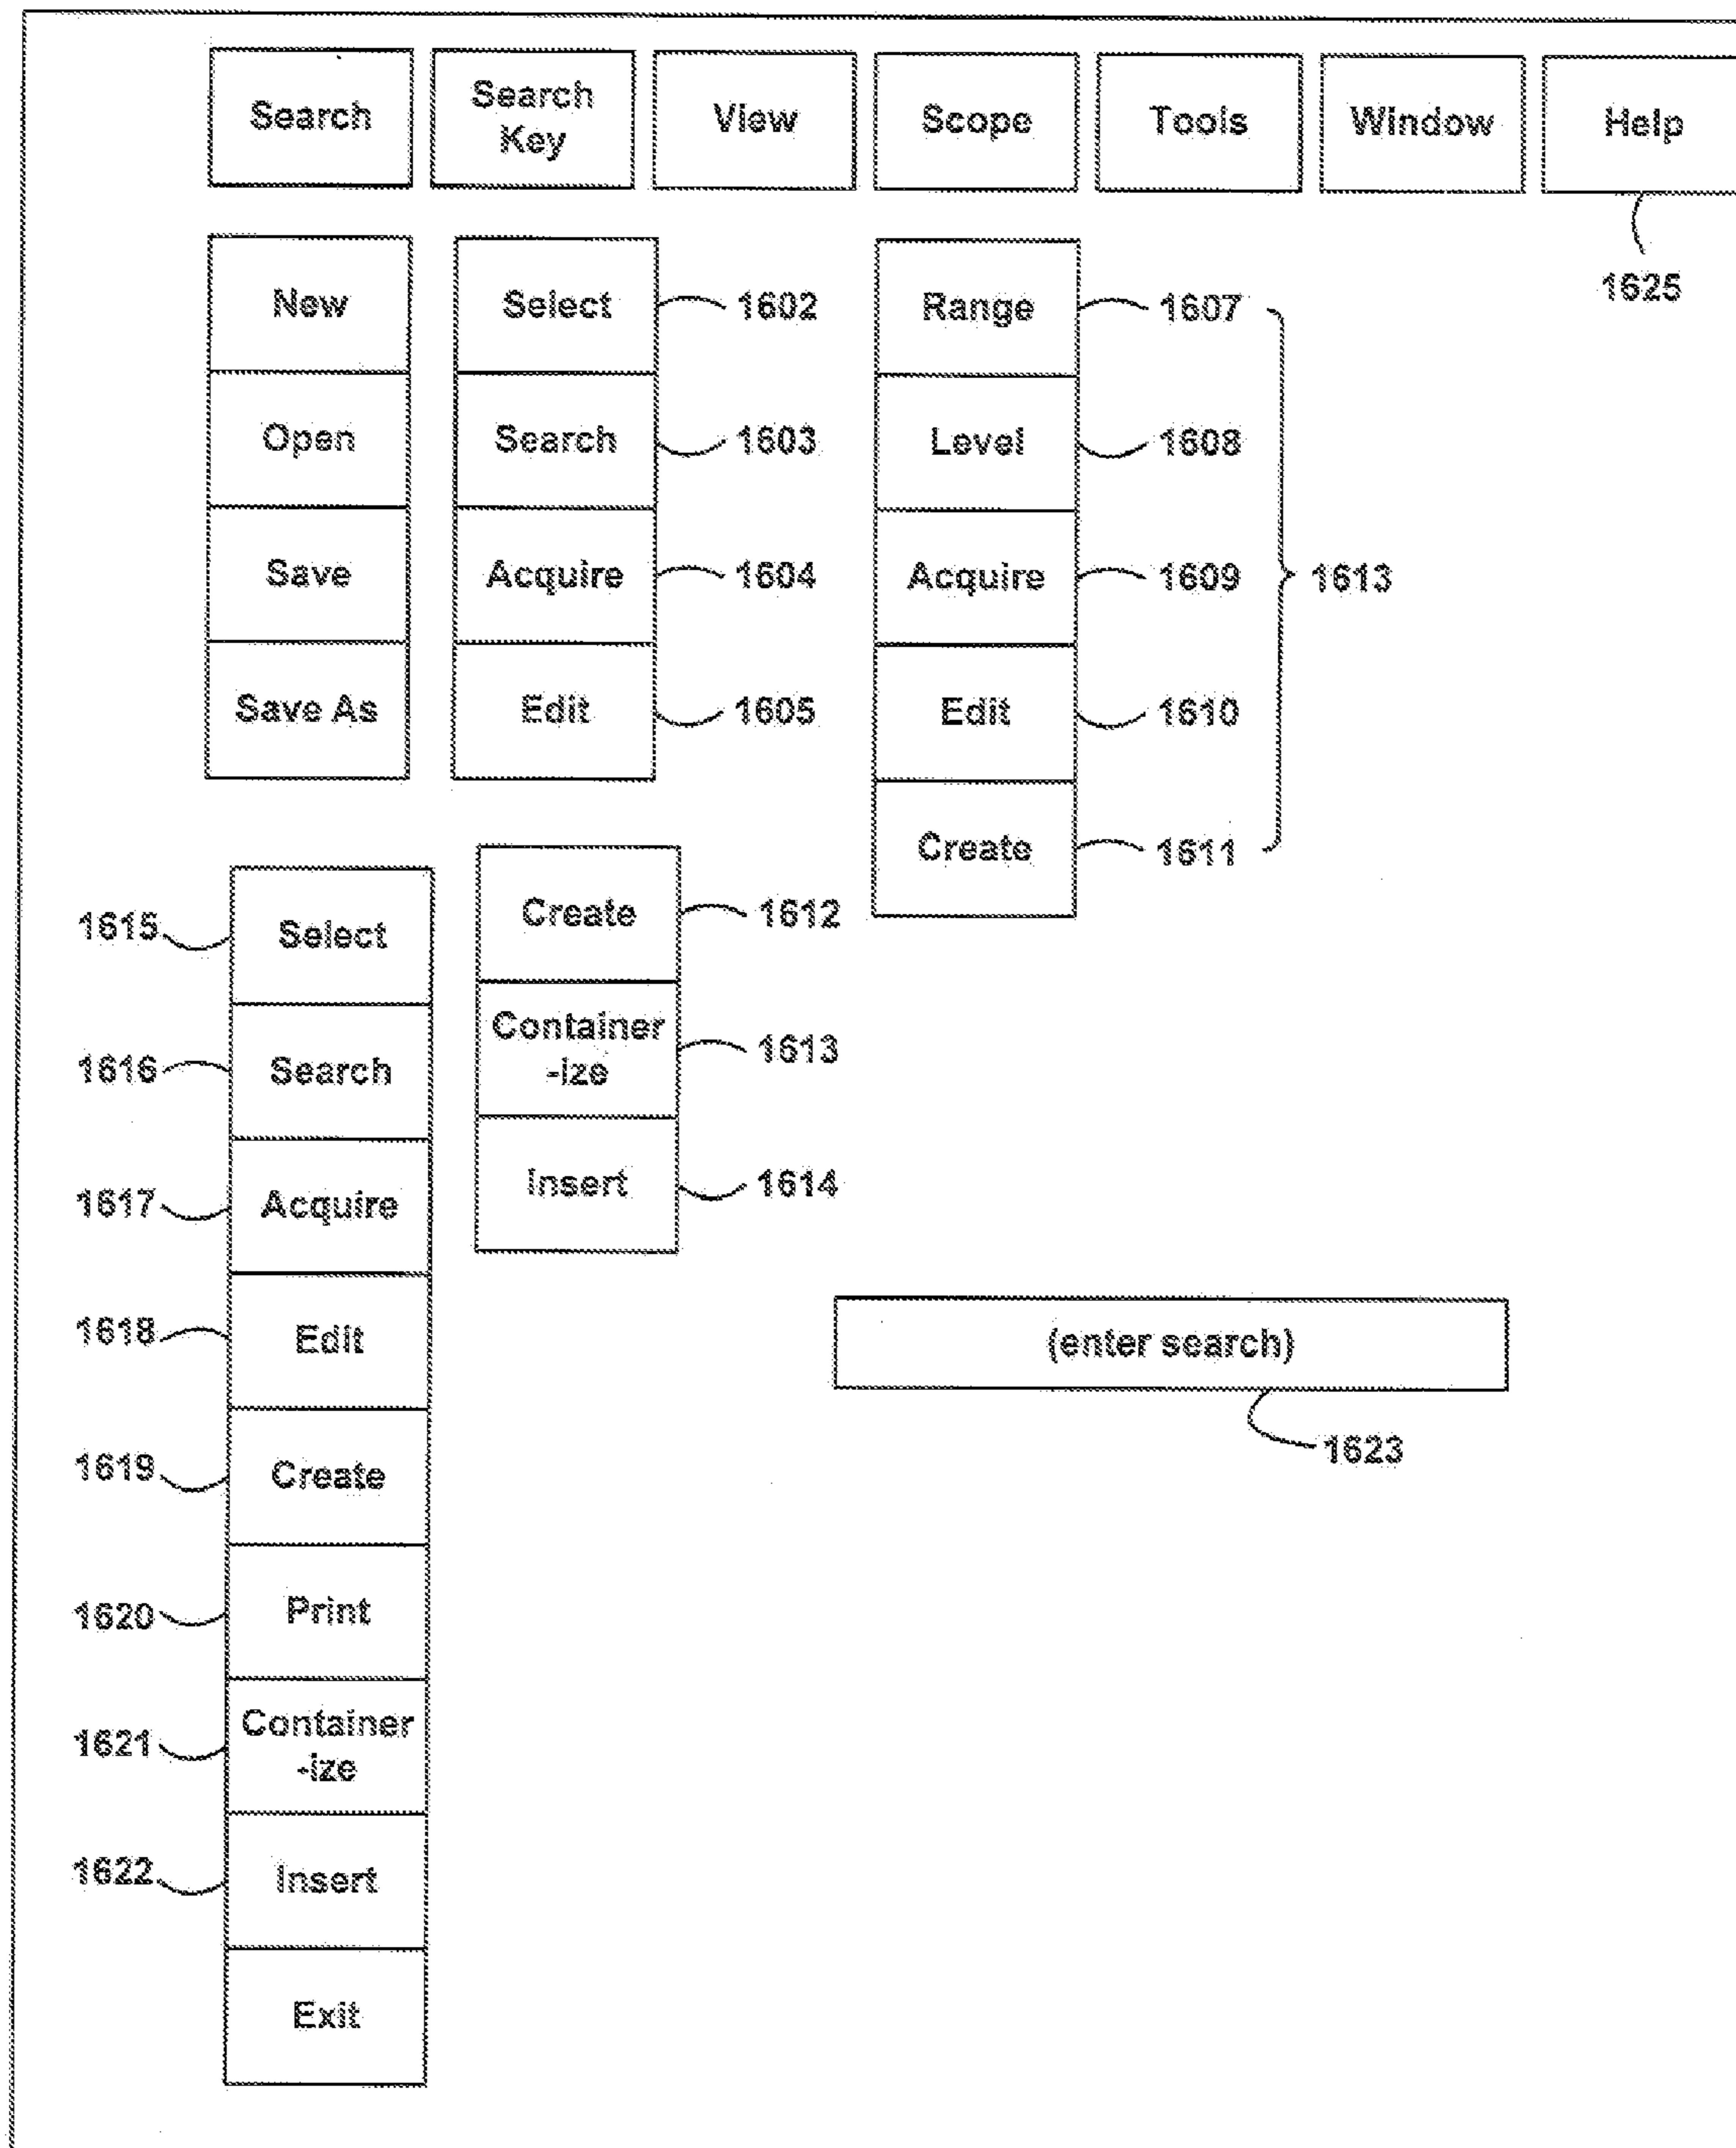 Search
Search
Key
View
Scope
Tools
Window
Help
1625
New
Open
Save
Save As
Select
1602
Search
1603
Acquire
1604
Edit
1605
Range
1607
Level
1608
Acquire
1609
Edit
1610
Create
1611
1613
1615
Select
1616
Search
1617
Acquire
1618
Edit
1619
Create
1620
Print
1621
Container
-ize
1622
Insert
Exit
Create
1612
Container
-ize
1613
Insert
1614
(enter search)
1623